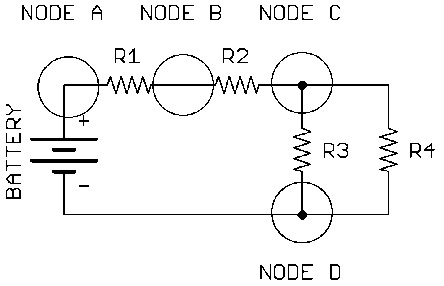 NODE A NODE B NODE C
R1 R2
+
BATTERY
R3 R4
-
NODE D